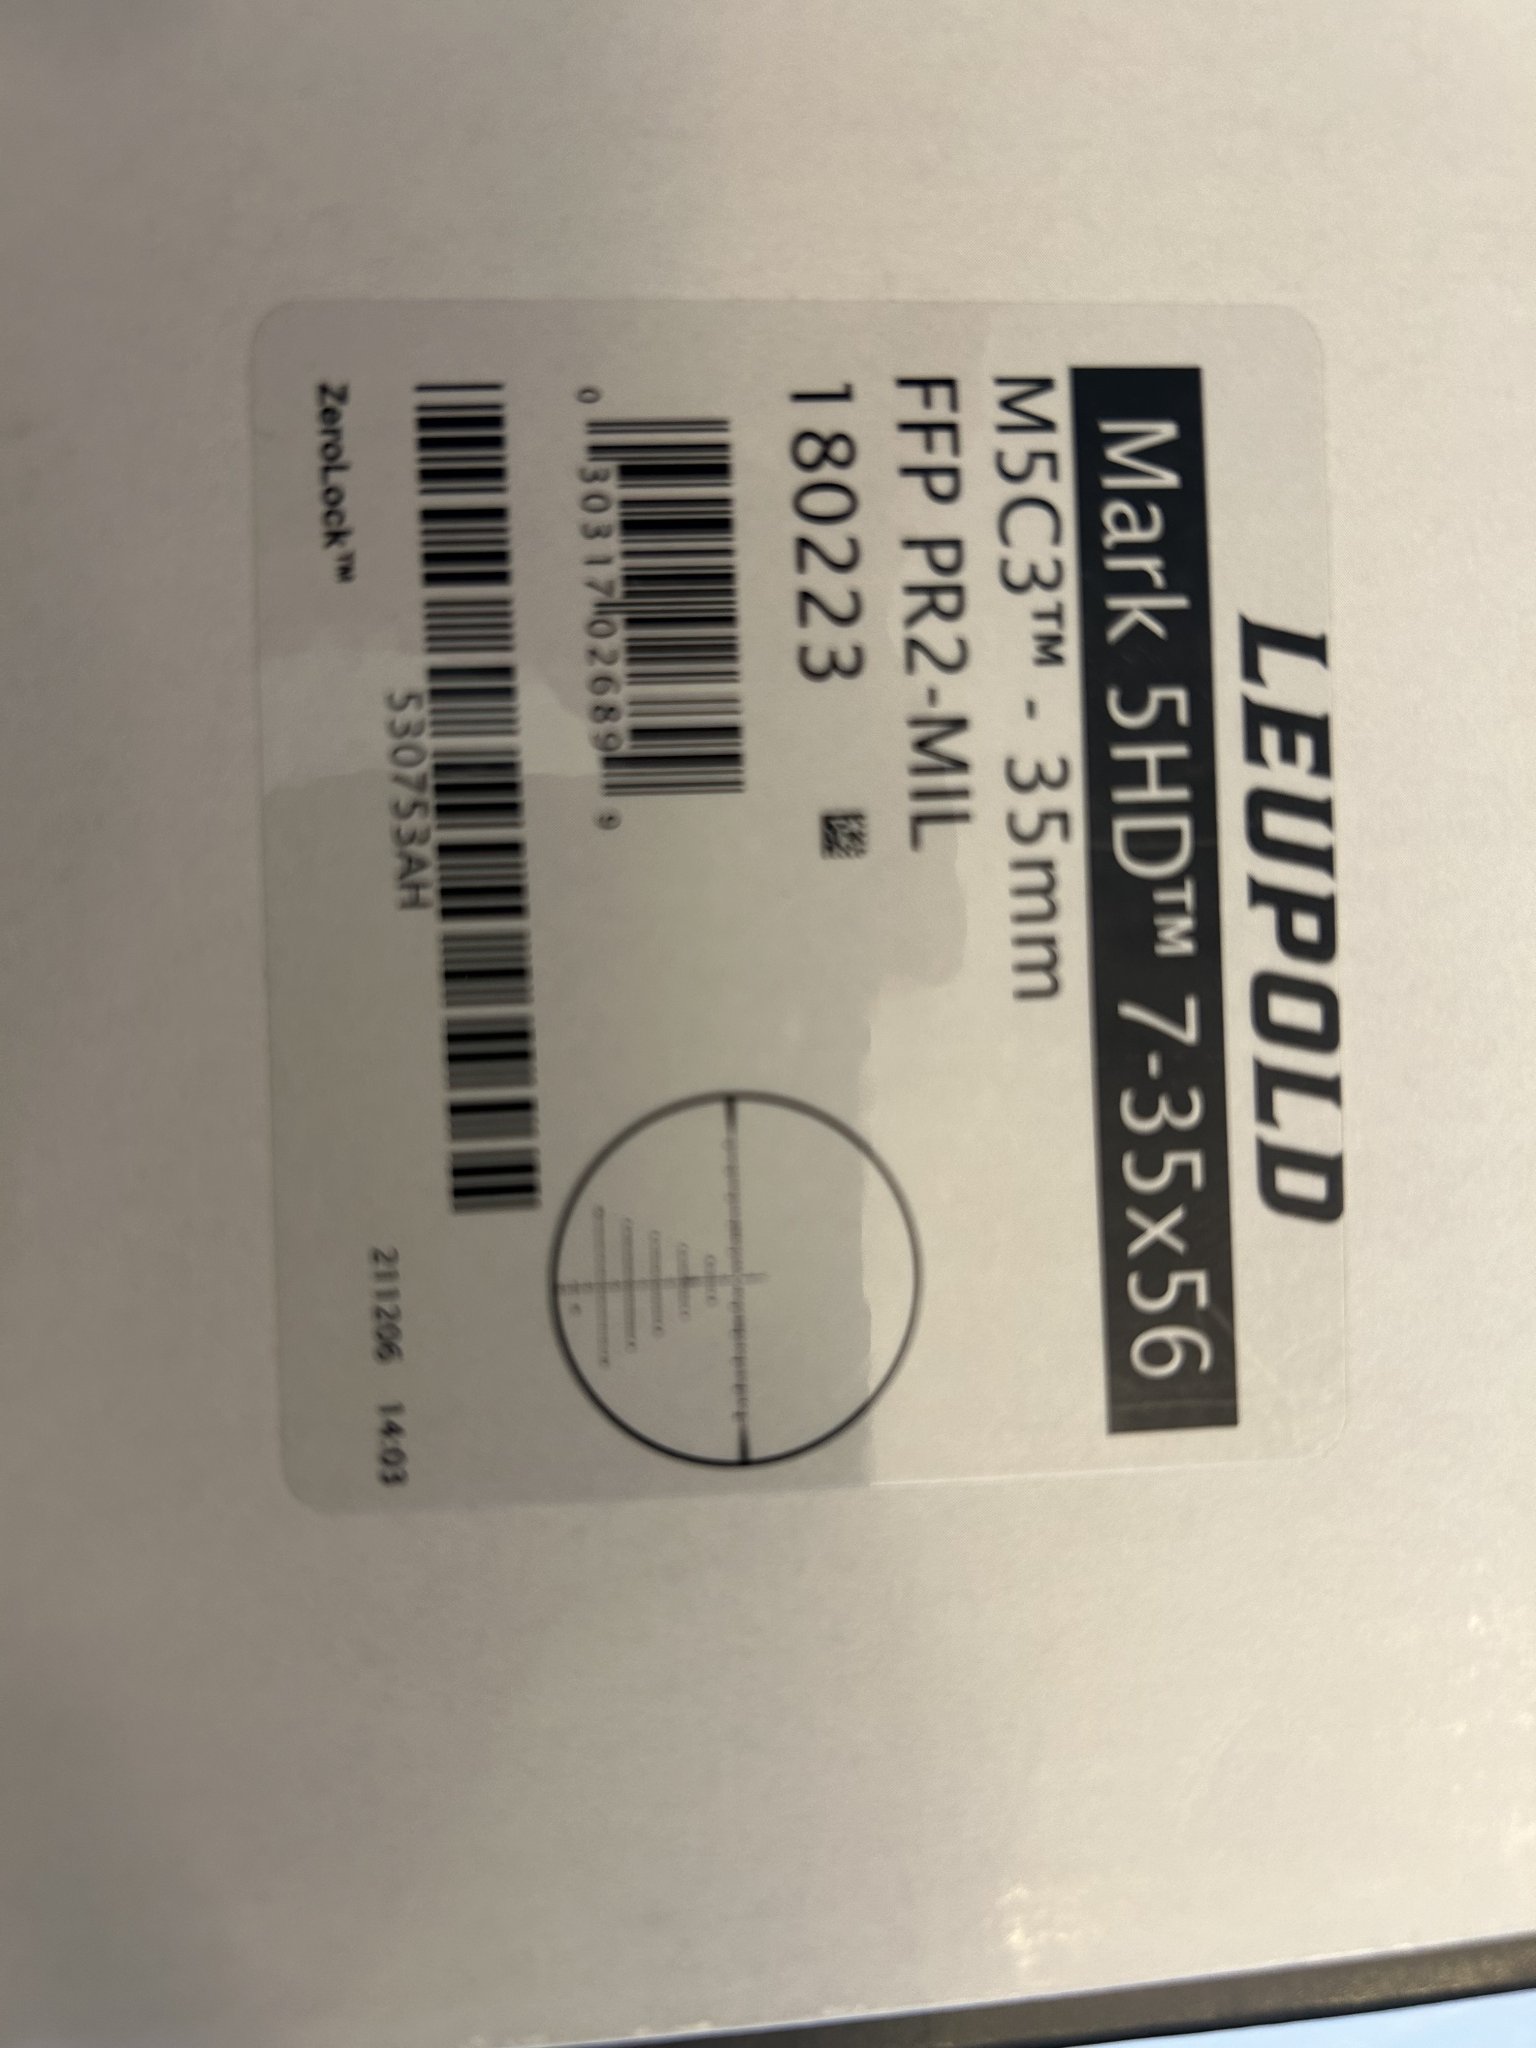 LEUPOLD
Mark 5HD™ 7-35x56
M5C3™ - 35mm
FFP PR2-MIL
180223
0 30317 02689 9
530753AH
ZeroLock™
211206 14:03